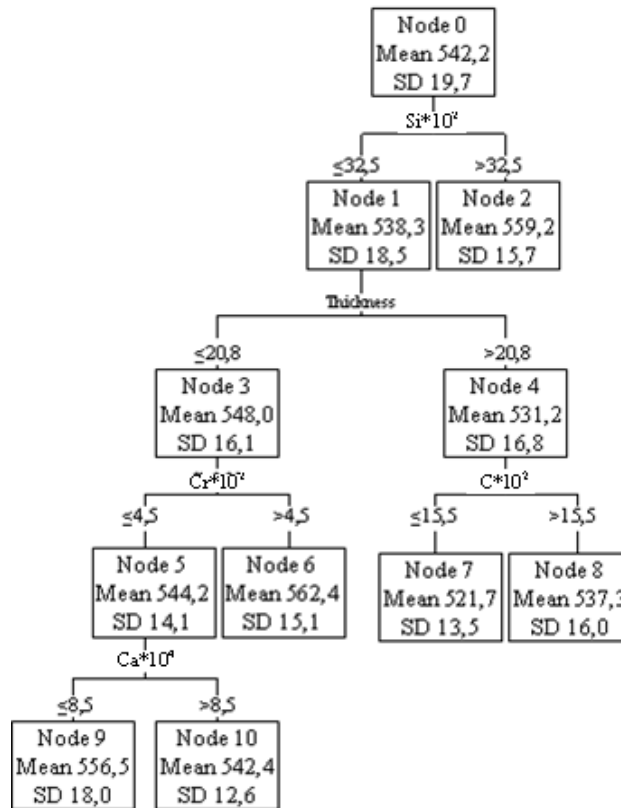 Node 0
Mean 542,2
SD 19,7
Si*10²
≤32,5 >32,5
Node 1 Node 2
Mean 538,3 Mean 559,2
SD 18,5 SD 15,7
Thickness
≤20,8 >20,8
Node 3 Node 4
Mean 548,0 Mean 531,2
SD 16,1 SD 16,8
Cr*10² C*10²
≤4,5 >4,5 ≤15,5 >15,5
Node 5 Node 6 Node 7 Node 8
Mean 544,2 Mean 562,4 Mean 521,7 Mean 537,3
SD 14,1 SD 15,1 SD 13,5 SD 16,0
Ca*10⁴
≤8,5 >8,5
Node 9 Node 10
Mean 556,5 Mean 542,4
SD 18,0 SD 12,6